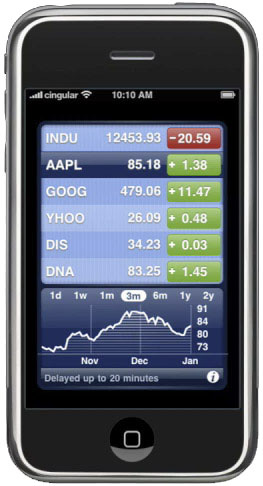 cingular 10:10 AM
INDU 12453.93 −20.59
AAPL 85.18 + 1.38
GOOG 479.06 +11.47
YHOO 26.09 + 0.48
DIS 34.23 + 0.03
DNA 83.25 + 1.45
1d 1w 1m 3m 6m 1y 2y
91
84
80
73
Nov Dec Jan
Delayed up to 20 minutes i